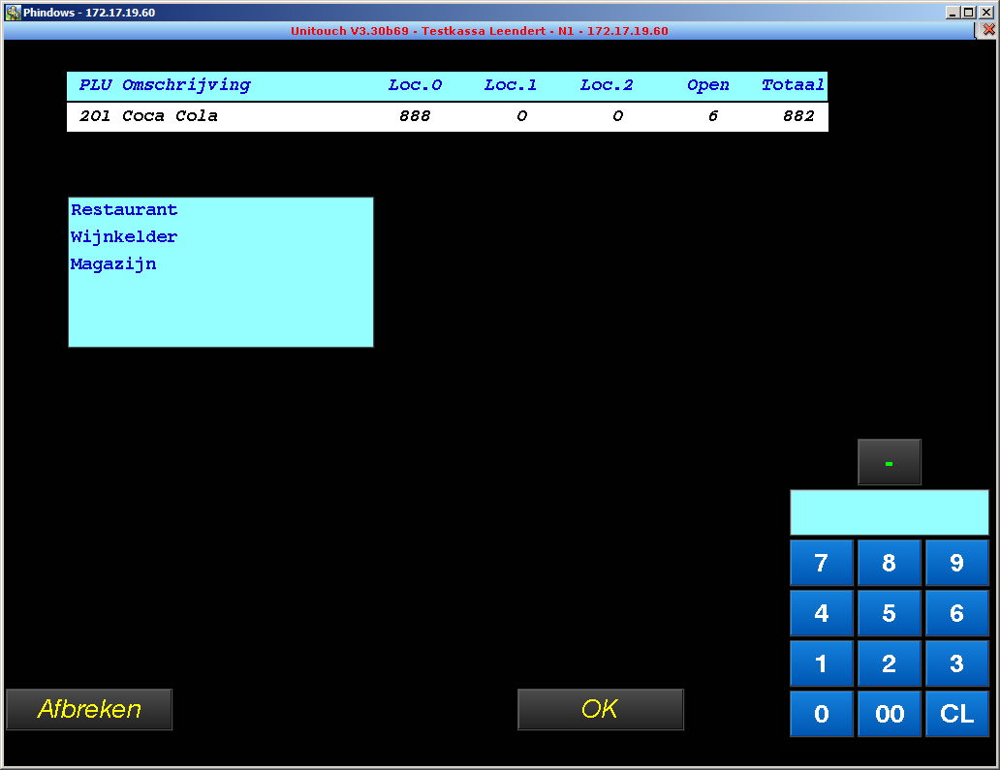 Phindows - 172.17.19.60
Unitouch V3.30b69 - Testkassa Leendert - N1 - 172.17.19.60
PLU Omschrijving Loc.0 Loc.1 Loc.2 Open Totaal
201 Coca Cola 888 0 0 6 882
Restaurant
Wijnkelder
Magazijn
-
7 8 9
4 5 6
1 2 3
Afbreken OK 0 00 CL